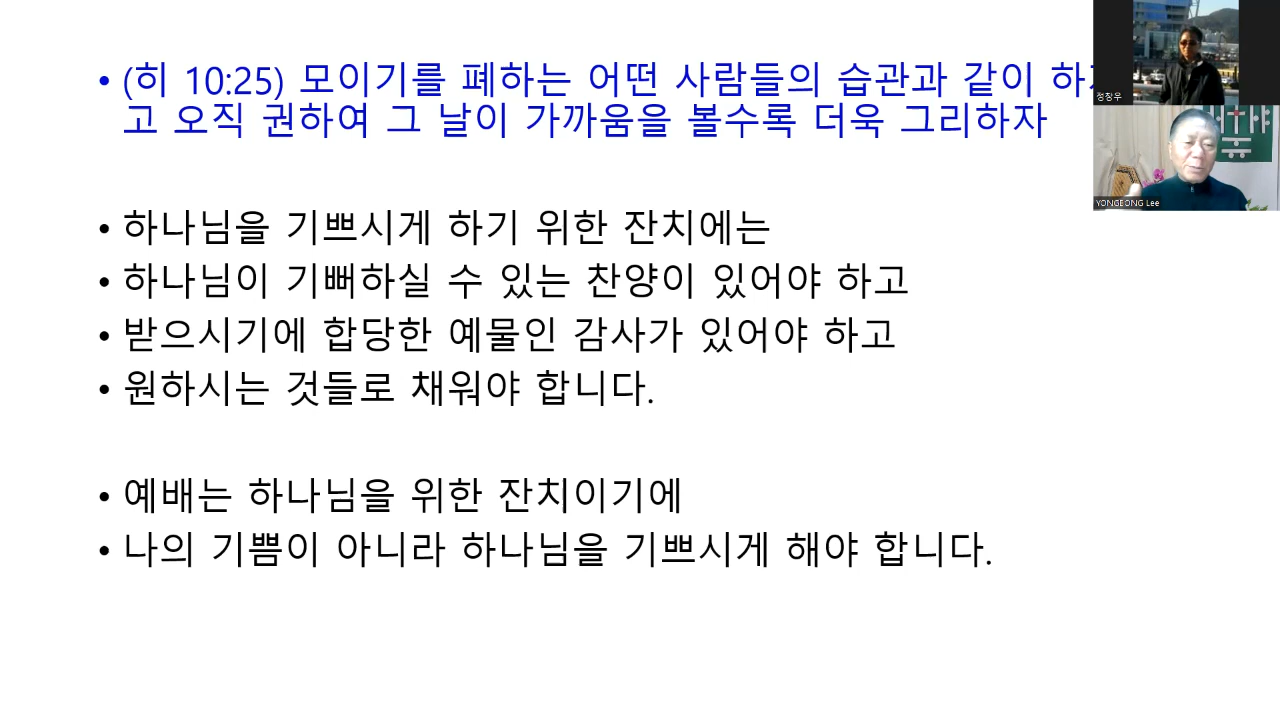 • (히 10:25) 모이기를 폐하는 어떤 사람들의 습관과 같이
고 오직 권하여 그 날이 가까움을 볼수록 더욱 그리하자
• 하나님을 기쁘시게 하기 위한 잔치에는
• 하나님이 기뻐하실 수 있는 찬양이 있어야 하고
• 받으시기에 합당한 예물인 감사가 있어야 하고
• 원하시는 것들로 채워야 합니다.
• 예배는 하나님을 위한 잔치이기에
• 나의 기쁨이 아니라 하나님을 기쁘시게 해야 합니다.
정창우
YONGEONG Lee